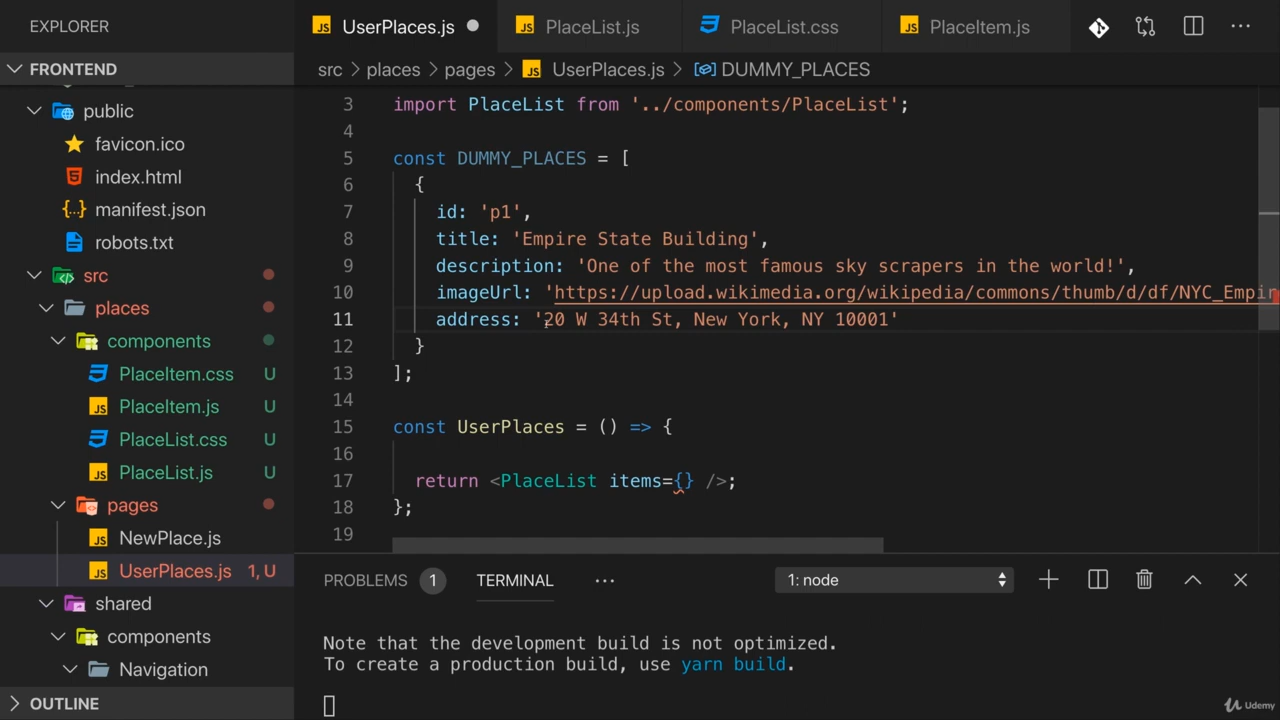 EXPLORER
FRONTEND
public
favicon.ico
index.html
manifest.json
robots.txt
src
places
components
PlaceItem.css U
PlaceItem.js U
PlaceList.css U
PlaceList.js U
pages
NewPlace.js
UserPlaces.js 1, U
shared
components
Navigation
OUTLINE
UserPlaces.js PlaceList.js PlaceList.css PlaceItem.js
src > places > pages > UserPlaces.js > DUMMY_PLACES
3 import PlaceList from '../components/PlaceList';
4
5 const DUMMY_PLACES = [
6 {
7 id: 'p1',
8 title: 'Empire State Building',
9 description: 'One of the most famous sky scrapers in the world!',
10 imageUrl: 'https://upload.wikimedia.org/wikipedia/commons/thumb/d/df/NYC_Empir
11 address: '20 W 34th St, New York, NY 10001'
12 }
13 ];
14
15 const UserPlaces = () => {
16
17 return <PlaceList items={} />;
18 };
19
PROBLEMS 1 TERMINAL ··· 1: node
Note that the development build is not optimized.
To create a production build, use yarn build.
Udemy